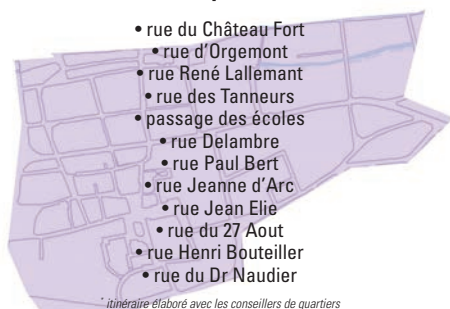 • rue du Château Fort
• rue d'Orgemont
• rue René Lallemant
• rue des Tanneurs
• passage des écoles
• rue Delambre
• rue Paul Bert
• rue Jeanne d'Arc
• rue Jean Elie
• rue du 27 Aout
• rue Henri Bouteiller
• rue du Dr Naudier
* itinéraire élaboré avec les conseillers de quartiers